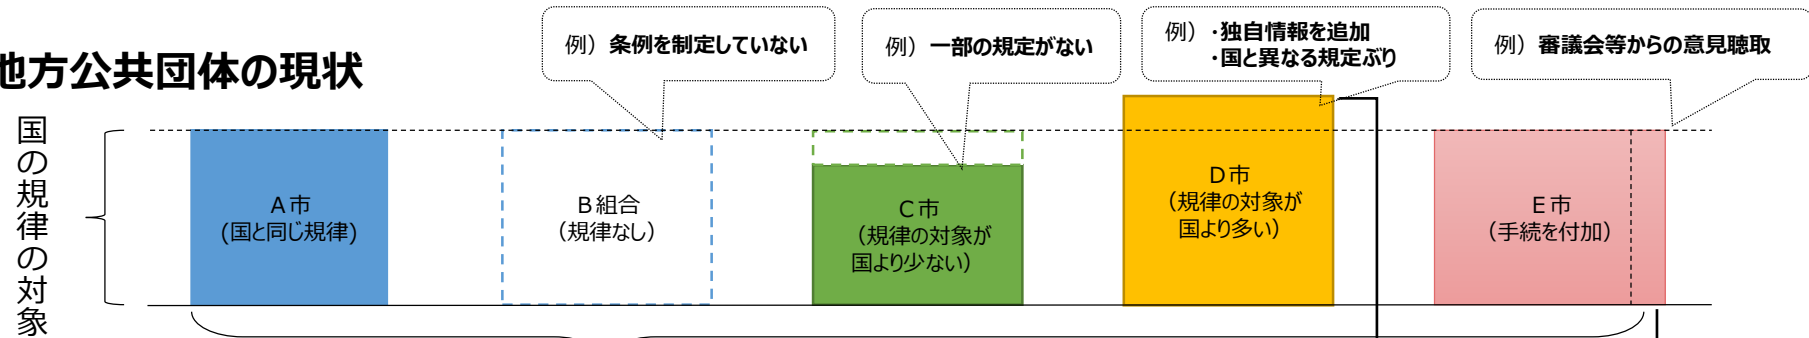 地方公共団体の現状
例）条例を制定していない
例）一部の規定がない
例）・独自情報を追加
・国と異なる規定ぶり
例）審議会等からの意見聴取
国の規律の対象
Ａ市
(国と同じ規律)
Ｂ組合
（規律なし）
Ｃ市
（規律の対象が
国より少ない）
Ｄ市
（規律の対象が
国より多い）
Ｅ市
（手続を付加）